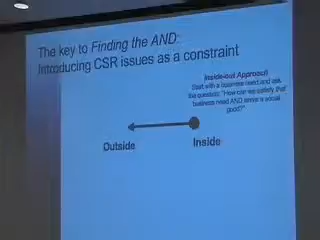 The key to Finding the AND:
Introducing CSR issues as a constraint
Inside-out Approach
Start with a business need and ask
the question: "How can we satisfy that
business need AND serve a social
good?"
Outside
Inside